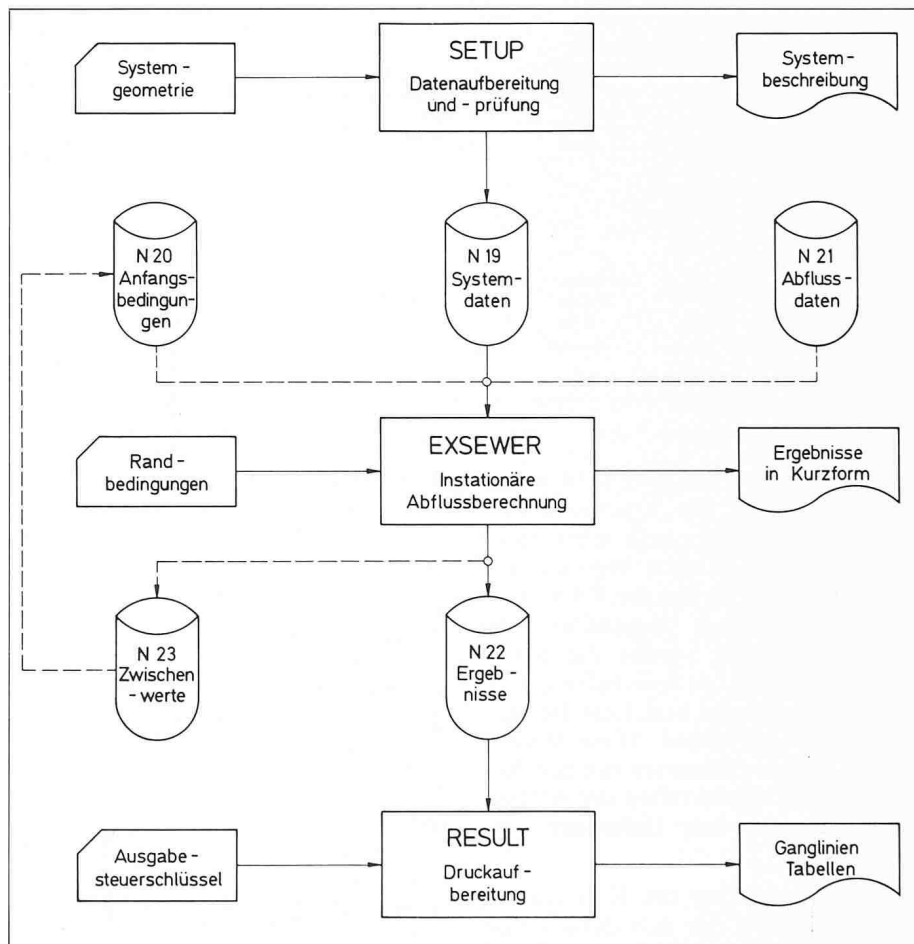 System -
geometrie
SETUP
Datenaufbereitung
und - prüfung
System-
beschreibung
N 20
Anfangs-
bedingun-
gen
N 19
System-
daten
N 21
Abfluss-
daten
Rand -
bedingungen
EXSEWER
Instationäre
Abflussberechnung
Ergebnisse
in Kurzform
N 23
Zwischen
- werte
N 22
Ergeb -
nisse
Ausgabe -
steuerschlüssel
RESULT
Druckauf -
bereitung
Ganglinien
Tabellen